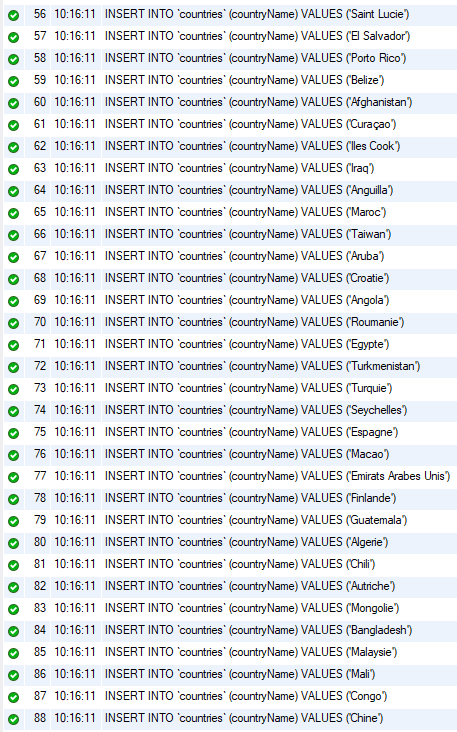 56 10:16:11 INSERT INTO `countries` (countryName) VALUES ('Saint Lucie')
57 10:16:11 INSERT INTO `countries` (countryName) VALUES ('El Salvador')
58 10:16:11 INSERT INTO `countries` (countryName) VALUES ('Porto Rico')
59 10:16:11 INSERT INTO `countries` (countryName) VALUES ('Belize')
60 10:16:11 INSERT INTO `countries` (countryName) VALUES ('Afghanistan')
61 10:16:11 INSERT INTO `countries` (countryName) VALUES ('Curaçao')
62 10:16:11 INSERT INTO `countries` (countryName) VALUES ('Iles Cook')
63 10:16:11 INSERT INTO `countries` (countryName) VALUES ('Iraq')
64 10:16:11 INSERT INTO `countries` (countryName) VALUES ('Anguilla')
65 10:16:11 INSERT INTO `countries` (countryName) VALUES ('Maroc')
66 10:16:11 INSERT INTO `countries` (countryName) VALUES ('Taiwan')
67 10:16:11 INSERT INTO `countries` (countryName) VALUES ('Aruba')
68 10:16:11 INSERT INTO `countries` (countryName) VALUES ('Croatie')
69 10:16:11 INSERT INTO `countries` (countryName) VALUES ('Angola')
70 10:16:11 INSERT INTO `countries` (countryName) VALUES ('Roumanie')
71 10:16:11 INSERT INTO `countries` (countryName) VALUES ('Egypte')
72 10:16:11 INSERT INTO `countries` (countryName) VALUES ('Turkmenistan')
73 10:16:11 INSERT INTO `countries` (countryName) VALUES ('Turquie')
74 10:16:11 INSERT INTO `countries` (countryName) VALUES ('Seychelles')
75 10:16:11 INSERT INTO `countries` (countryName) VALUES ('Espagne')
76 10:16:11 INSERT INTO `countries` (countryName) VALUES ('Macao')
77 10:16:11 INSERT INTO `countries` (countryName) VALUES ('Emirats Arabes Unis')
78 10:16:11 INSERT INTO `countries` (countryName) VALUES ('Finlande')
79 10:16:11 INSERT INTO `countries` (countryName) VALUES ('Guatemala')
80 10:16:11 INSERT INTO `countries` (countryName) VALUES ('Algerie')
81 10:16:11 INSERT INTO `countries` (countryName) VALUES ('Chili')
82 10:16:11 INSERT INTO `countries` (countryName) VALUES ('Autriche')
83 10:16:11 INSERT INTO `countries` (countryName) VALUES ('Mongolie')
84 10:16:11 INSERT INTO `countries` (countryName) VALUES ('Bangladesh')
85 10:16:11 INSERT INTO `countries` (countryName) VALUES ('Malaysie')
86 10:16:11 INSERT INTO `countries` (countryName) VALUES ('Mali')
87 10:16:11 INSERT INTO `countries` (countryName) VALUES ('Congo')
88 10:16:11 INSERT INTO `countries` (countryName) VALUES ('Chine')